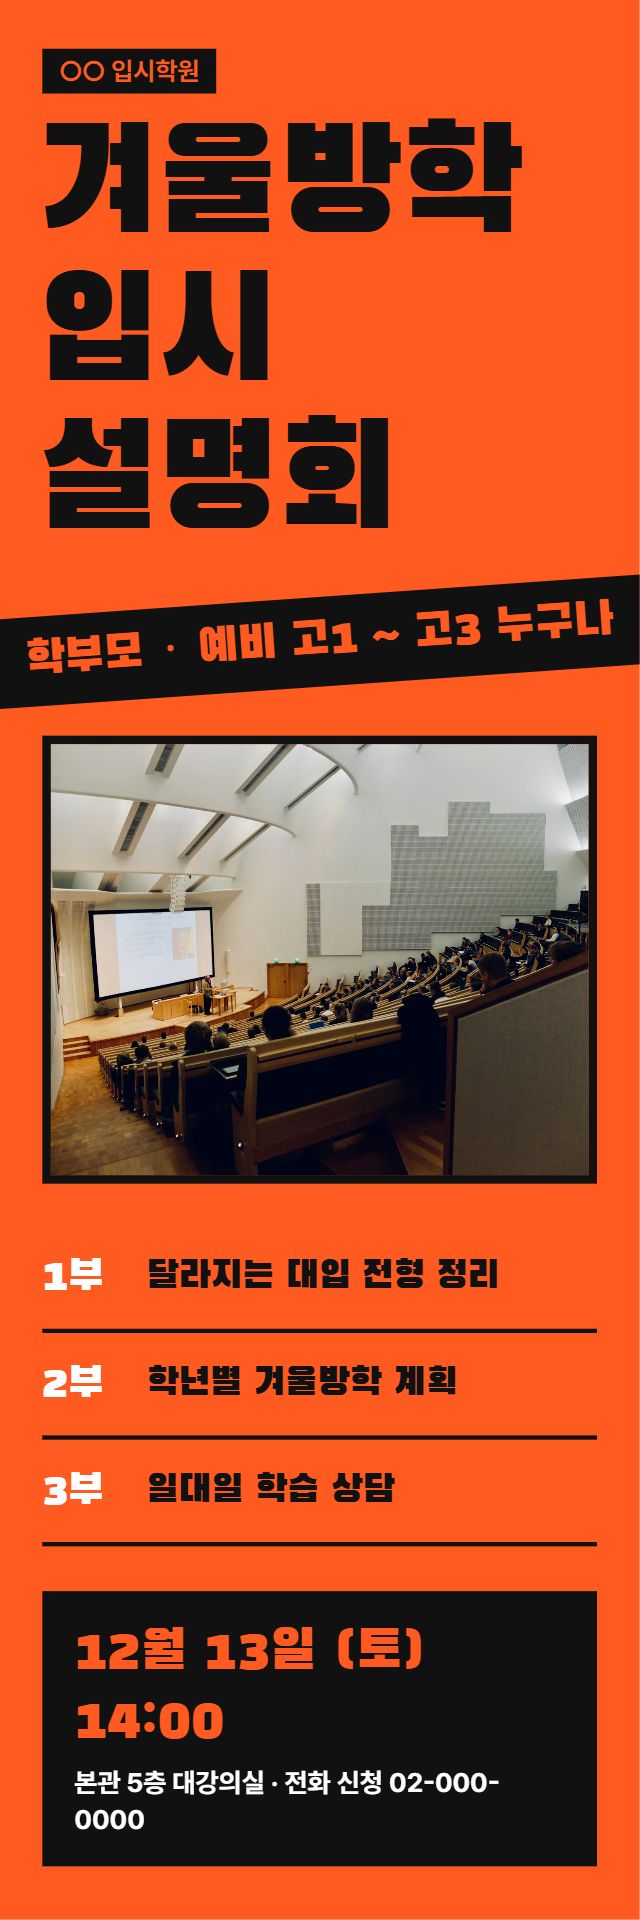 ○○ 입시학원
겨울방학
입시
설명회
학부모 · 예비 고1 ~ 고3 누구나
1부 달라지는 대입 전형 정리
2부 학년별 겨울방학 계획
3부 일대일 학습 상담
12월 13일 (토)
14:00
본관 5층 대강의실 · 전화 신청 02-000-
0000